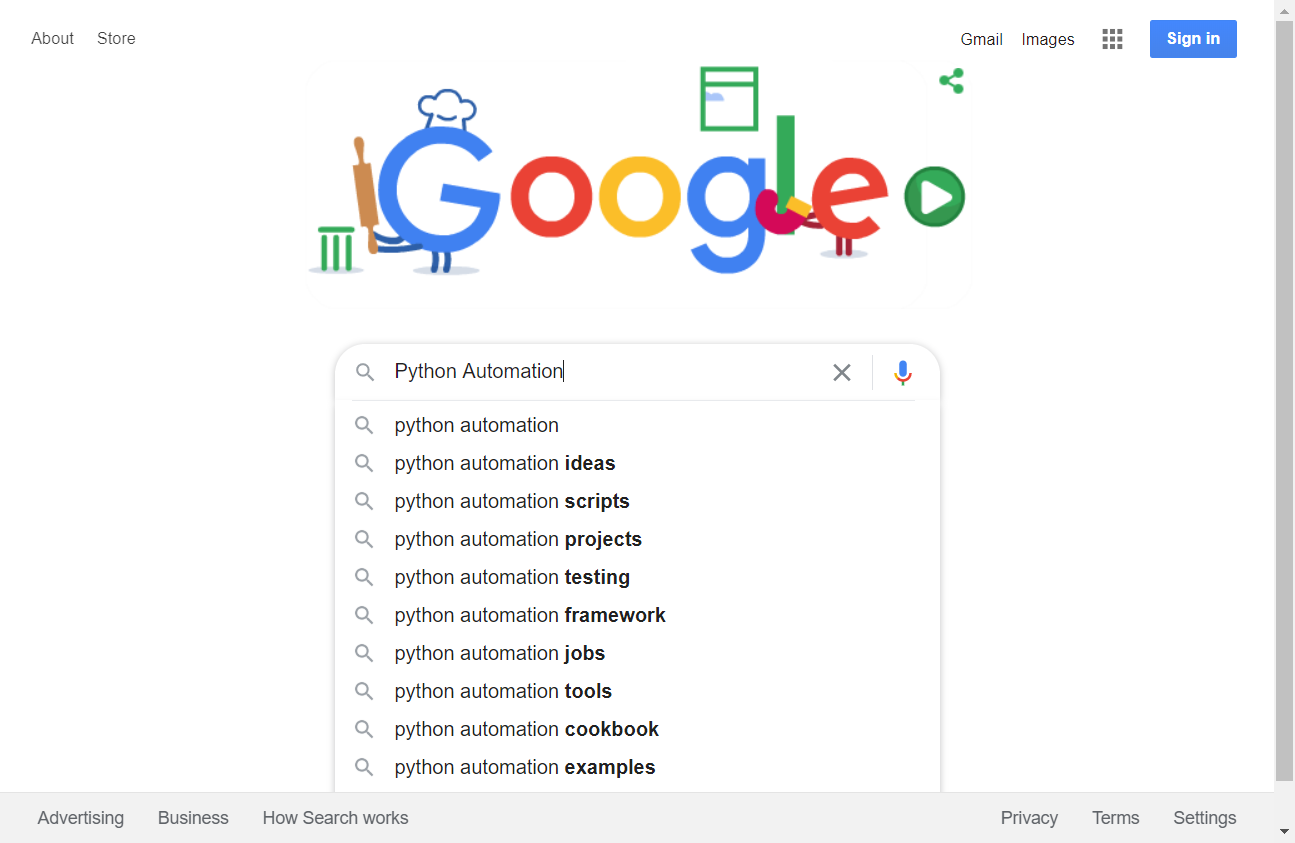 About Store Gmail Images Sign in
Google
Python Automation
python automation
python automation ideas
python automation scripts
python automation projects
python automation testing
python automation framework
python automation jobs
python automation tools
python automation cookbook
python automation examples
Advertising Business How Search works Privacy Terms Settings